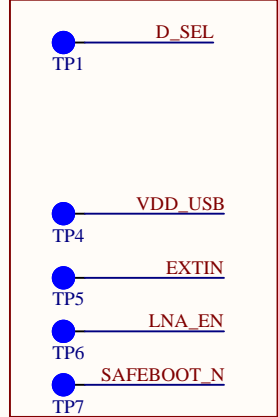 D_SEL
TP1
VDD_USB
TP4
EXTIN
TP5
LNA_EN
TP6
SAFEBOOT_N
TP7